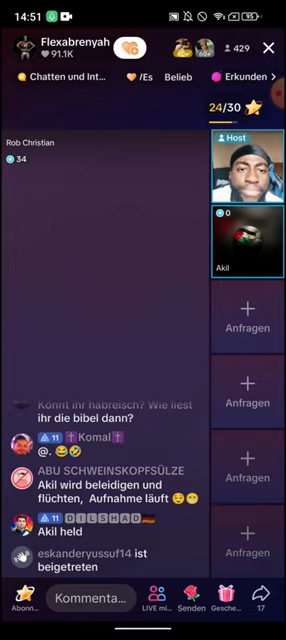 14:51
95
Flexabrenyah
91.1K
429
Chatten und Int...
/Es
Belieb
Erkunden
24/30
Rob Christian
34
Host
0
Akil
Anfragen
Anfragen
Anfragen
Anfragen
Könnt ihr habreisch? Wie liest
ihr die bibel dann?
11 ✝️Komal✝️
@. 😂🤣
ABU SCHWEINSKOPFSÜLZE
Akil wird beleidigen und
flüchten, Aufnahme läuft 😌😁
11 🅳🅸🅻🆂🅷🅰🅳🇩🇪
Akil held
eskanderyussuf14 ist
beigetreten
Abonn...
Kommenta...
LIVE mi...
Senden
Gesche...
17